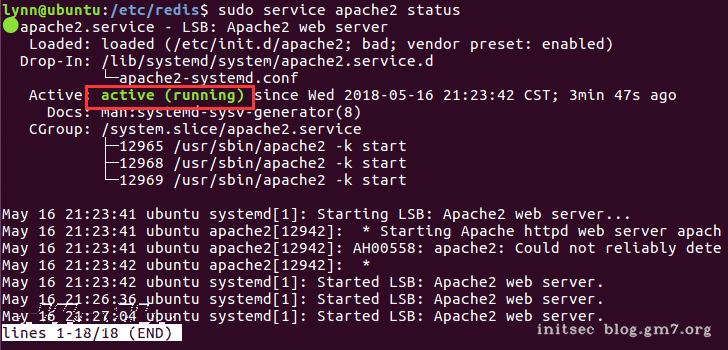 lynn@ubuntu:/etc/redis$ sudo service apache2 status
●apache2.service - LSB: Apache2 web server
   Loaded: loaded (/etc/init.d/apache2; bad; vendor preset: enabled)
  Drop-In: /lib/systemd/system/apache2.service.d
           └─apache2-systemd.conf
   Active: active (running) since Wed 2018-05-16 21:23:42 CST; 3min 47s ago
     Docs: man:systemd-sysv-generator(8)
   CGroup: /system.slice/apache2.service
           ├─12965 /usr/sbin/apache2 -k start
           ├─12968 /usr/sbin/apache2 -k start
           └─12969 /usr/sbin/apache2 -k start

May 16 21:23:41 ubuntu systemd[1]: Starting LSB: Apache2 web server...
May 16 21:23:41 ubuntu apache2[12942]:  * Starting Apache httpd web server apach
May 16 21:23:41 ubuntu apache2[12942]: AH00558: apache2: Could not reliably dete
May 16 21:23:42 ubuntu apache2[12942]:  *
May 16 21:23:42 ubuntu systemd[1]: Started LSB: Apache2 web server.
May 16 21:26:36 ubuntu systemd[1]: Started LSB: Apache2 web server.
May 16 21:27:04 ubuntu systemd[1]: Started LSB: Apache2 web server.
lines 1-18/18 (END)
initsec blog.gm7.org